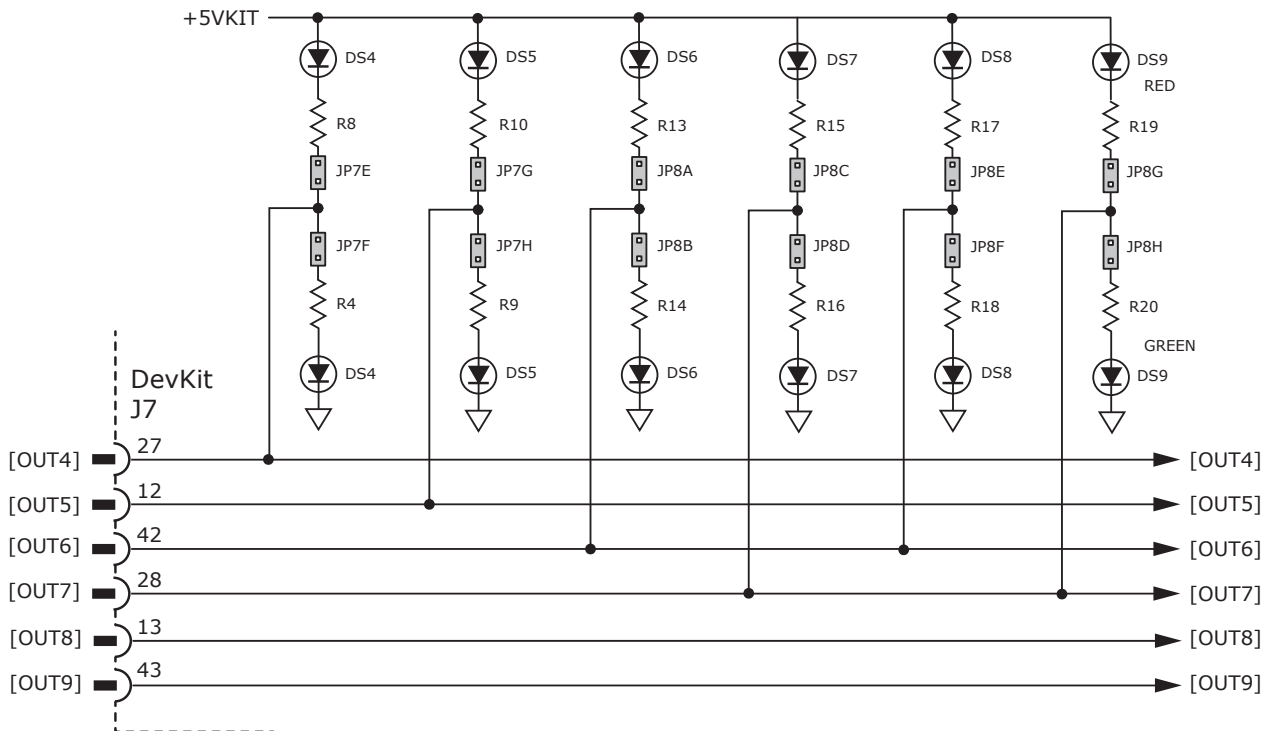 +5VKIT
DS4 DS5 DS6 DS7 DS8 DS9
RED
R8 R10 R13 R15 R17 R19
JP7E JP7G JP8A JP8C JP8E JP8G
JP7F JP7H JP8B JP8D JP8F JP8H
R4 R9 R14 R16 R18 R20
GREEN
DS4 DS5 DS6 DS7 DS8 DS9
DevKit
J7
[OUT4] 27 [OUT4]
[OUT5] 12 [OUT5]
[OUT6] 42 [OUT6]
[OUT7] 28 [OUT7]
[OUT8] 13 [OUT8]
[OUT9] 43 [OUT9]